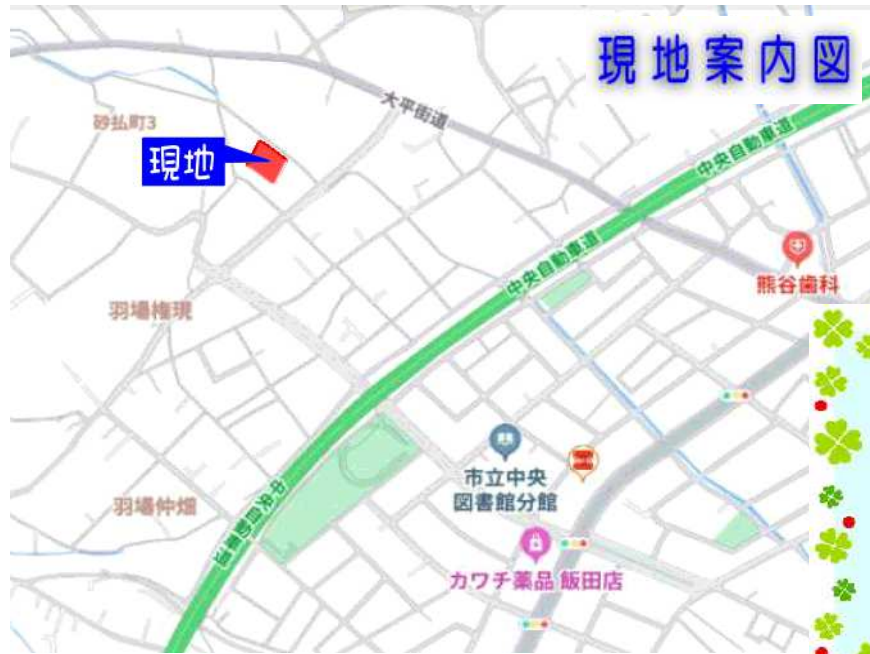 現地案内図
大平街道
砂払町3
現地
中央自動車道
中央自動車道
熊谷歯科
羽場権現
市立中央
図書館分館
羽場仲畑
中央自動車道
カワチ薬品 飯田店